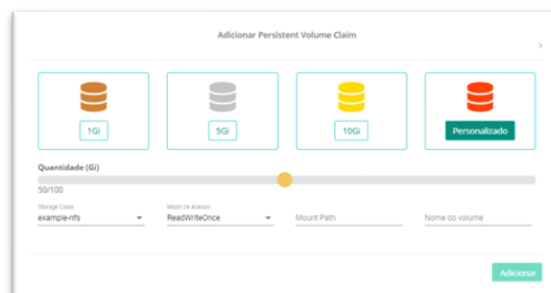 Adicionar Persistent Volume Claim
x
1Gi
5Gi
10Gi
Personalizado
Quantidade (Gi)
50/100
Storage Class
example-nfs
Modo de Acesso
ReadWriteOnce
Mount Path
Nome do volume
Adicionar